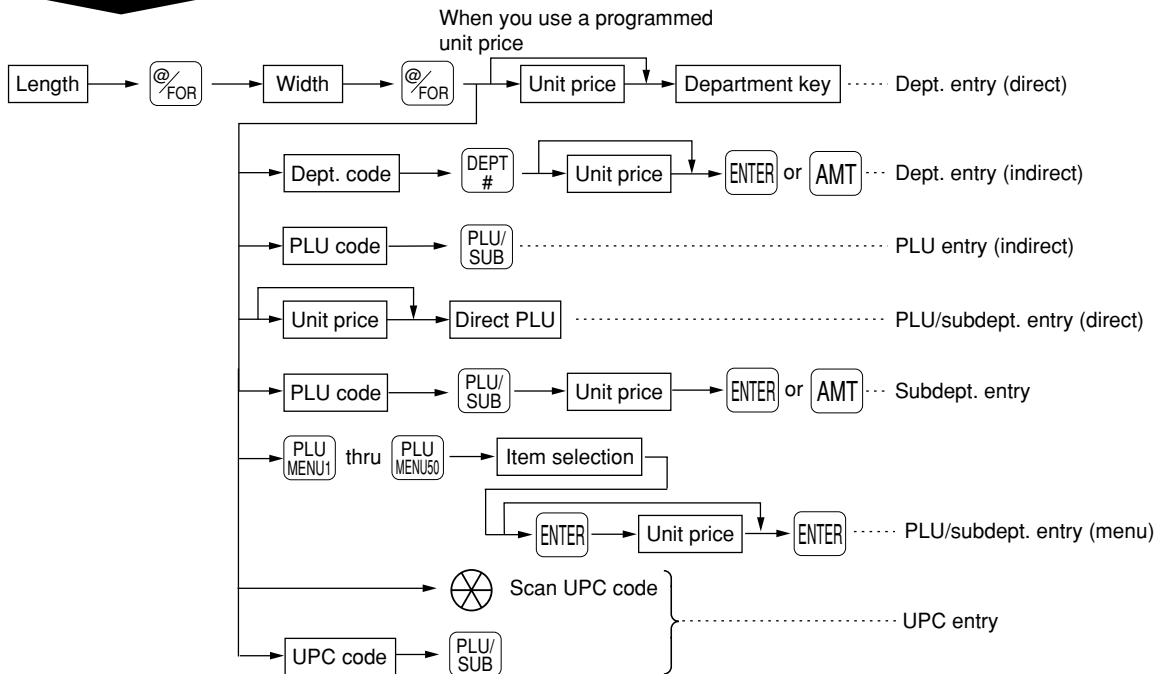 When you use a programmed
unit price
Length @/FOR Width @/FOR Unit price Department key Dept. entry (direct)
Dept. code DEPT # Unit price ENTER or AMT Dept. entry (indirect)
PLU code PLU/SUB PLU entry (indirect)
Unit price Direct PLU PLU/subdept. entry (direct)
PLU code PLU/SUB Unit price ENTER or AMT Subdept. entry
PLU MENU1 thru PLU MENU50 Item selection
ENTER Unit price ENTER PLU/subdept. entry (menu)
Scan UPC code
UPC entry
UPC code PLU/SUB